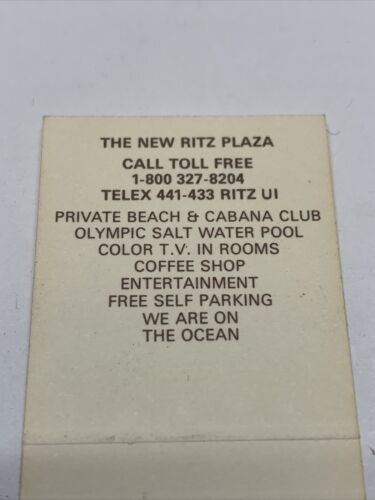 THE NEW RITZ PLAZA
CALL TOLL FREE
1-800 327-8204
TELEX 441-433 RITZ UI
PRIVATE BEACH & CABANA CLUB
OLYMPIC SALT WATER POOL
COLOR T.V. IN ROOMS
COFFEE SHOP
ENTERTAINMENT
FREE SELF PARKING
WE ARE ON
THE OCEAN